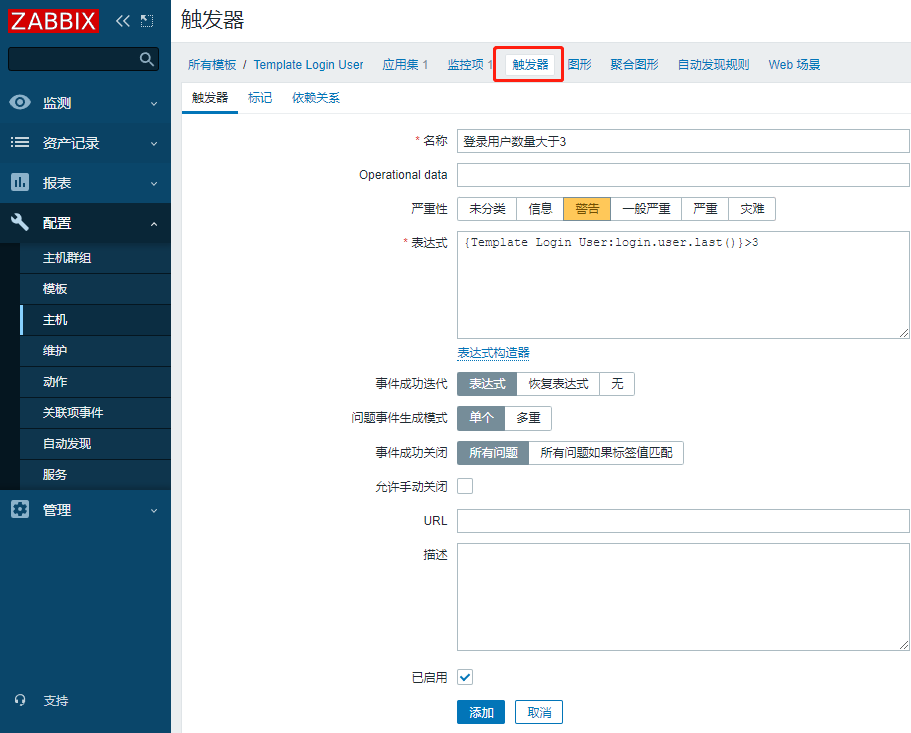 ZABBIX
监测
资产记录
报表
配置
主机群组
模板
主机
维护
动作
关联项事件
自动发现
服务
管理
支持
触发器
所有模板 / Template Login User 应用集 1 监控项 1 触发器 图形 聚合图形 自动发现规则 Web 场景
触发器 标记 依赖关系
* 名称 登录用户数量大于3
Operational data
严重性 未分类 信息 警告 一般严重 严重 灾难
* 表达式 {Template Login User:login.user.last()}>3
表达式构造器
事件成功迭代 表达式 恢复表达式 无
问题事件生成模式 单个 多重
事件成功关闭 所有问题 所有问题如果标签值匹配
允许手动关闭
URL
描述
已启用
添加 取消